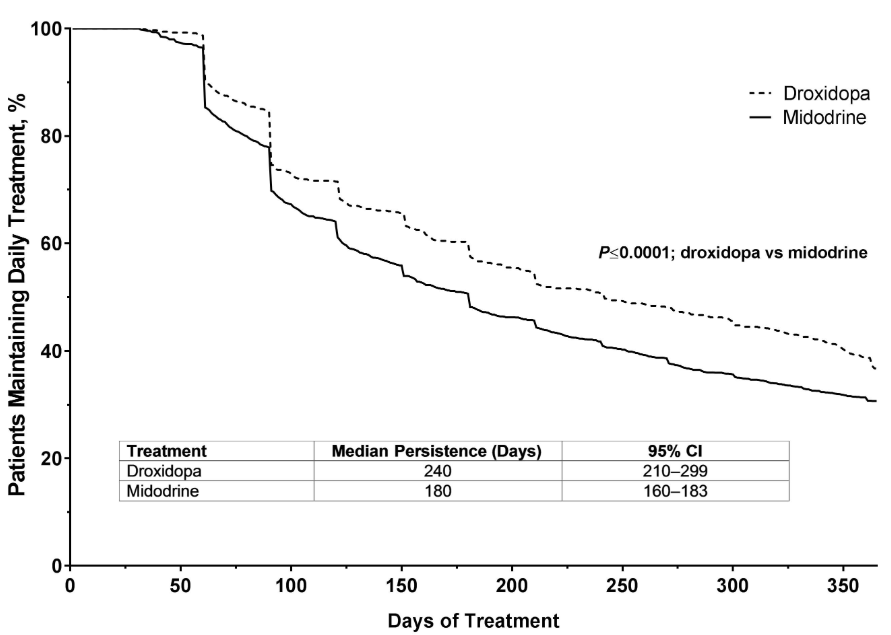 Patients Maintaining Daily Treatment, %
100
80
60
40
20
0
Droxidopa
Midodrine
P≤0.0001; droxidopa vs midodrine
Treatment Median Persistence (Days) 95% CI
Droxidopa 240 210–299
Midodrine 180 160–183
0 50 100 150 200 250 300 350
Days of Treatment